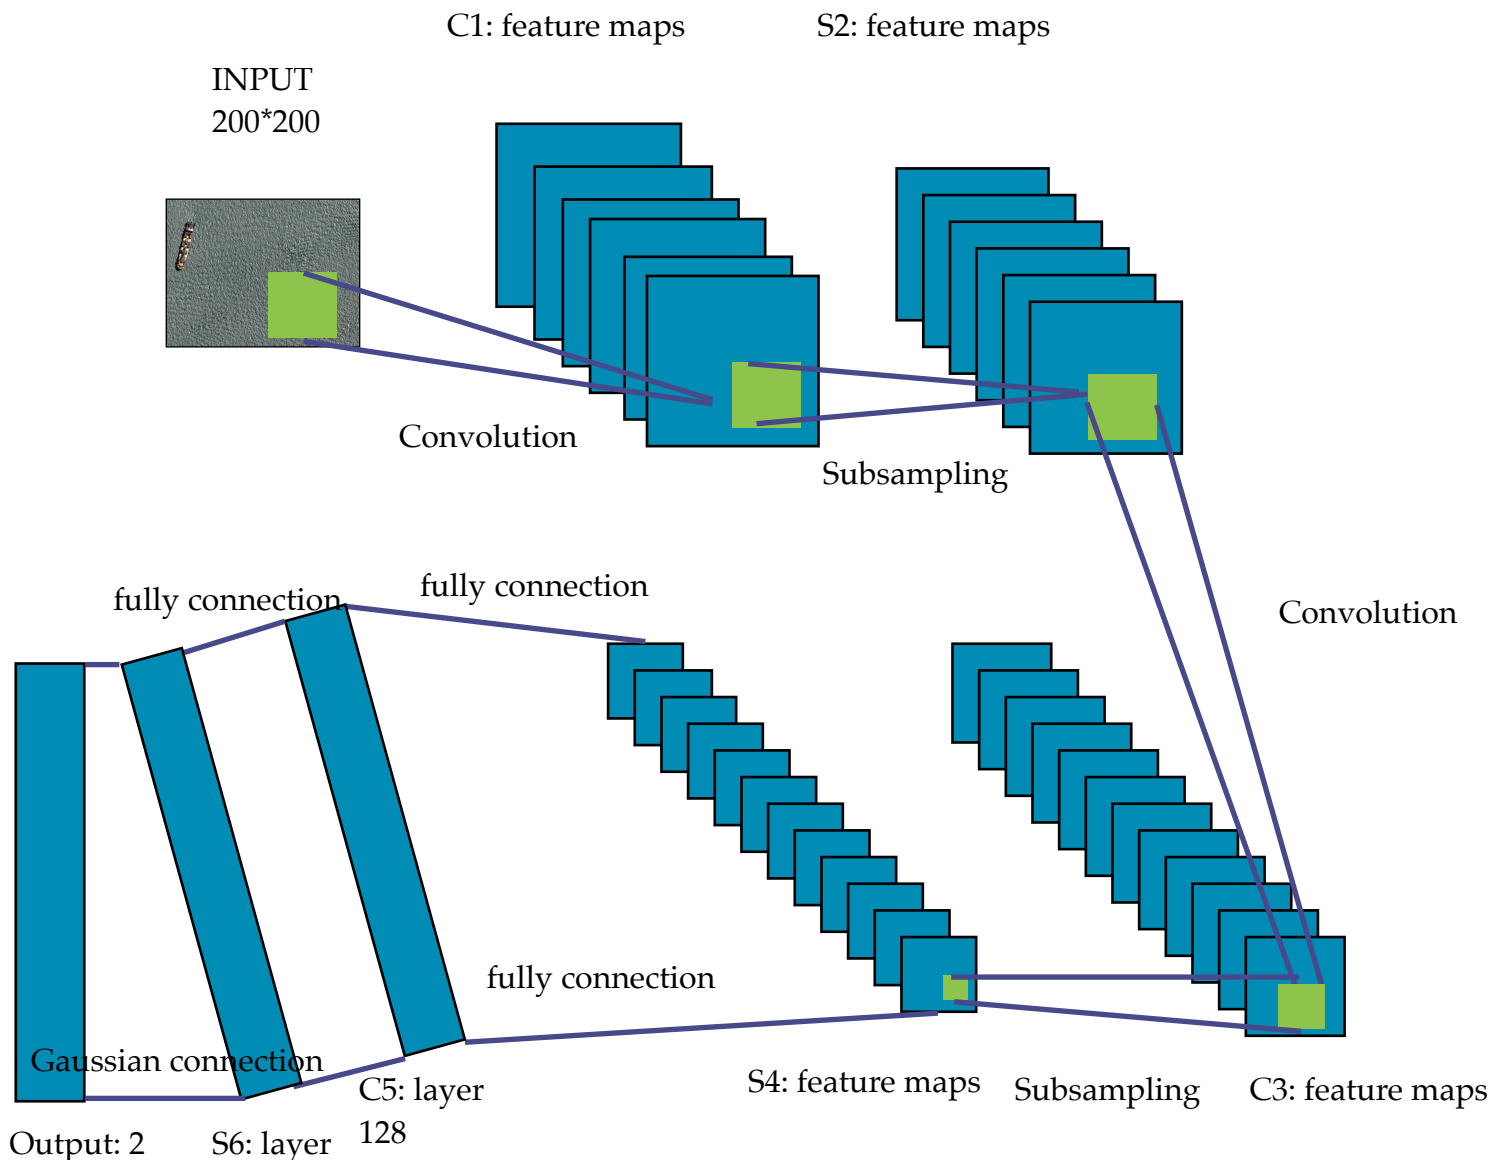 C1: feature maps
S2: feature maps
INPUT
200*200
Convolution
Subsampling
fully connection
fully connection
Convolution
fully connection
Gaussian connection
C5: layer
128
S4: feature maps
Subsampling
C3: feature maps
Output: 2
S6: layer